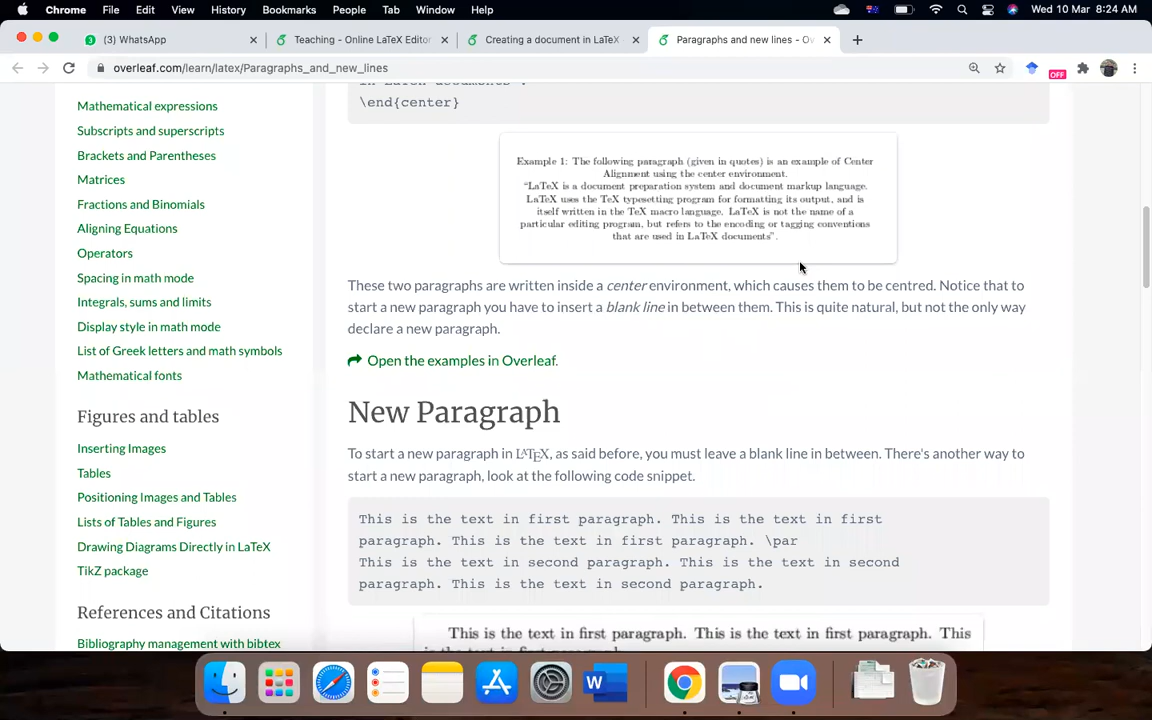 Chrome File Edit View History Bookmarks People Tab Window Help Wed 10 Mar 8:24 AM
(3) WhatsApp Teaching - Online LaTeX Editor Creating a document in LaTeX Paragraphs and new lines - Ov
overleaf.com/learn/latex/Paragraphs_and_new_lines OFF
Mathematical expressions
Subscripts and superscripts
Brackets and Parentheses
Matrices
Fractions and Binomials
Aligning Equations
Operators
Spacing in math mode
Integrals, sums and limits
Display style in math mode
List of Greek letters and math symbols
Mathematical fonts
Figures and tables
Inserting Images
Tables
Positioning Images and Tables
Lists of Tables and Figures
Drawing Diagrams Directly in LaTeX
TikZ package
References and Citations
Bibliography management with bibtex
\end{center}
Example 1: The following paragraph (given in quotes) is an example of Center
Alignment using the center environment.
“LaTeX is a document preparation system and document markup language.
LaTeX uses the TeX typesetting program for formatting its output, and is
itself written in the TeX macro language. LaTeX is not the name of a
particular editing program, but refers to the encoding or tagging conventions
that are used in LaTeX documents”.
These two paragraphs are written inside a center environment, which causes them to be centred. Notice that to
start a new paragraph you have to insert a blank line in between them. This is quite natural, but not the only way
declare a new paragraph.
Open the examples in Overleaf.
New Paragraph
To start a new paragraph in LATEX, as said before, you must leave a blank line in between. There's another way to
start a new paragraph, look at the following code snippet.
This is the text in first paragraph. This is the text in first
paragraph. This is the text in first paragraph. \par
This is the text in second paragraph. This is the text in second
paragraph. This is the text in second paragraph.
This is the text in first paragraph. This is the text in first paragraph. This
W